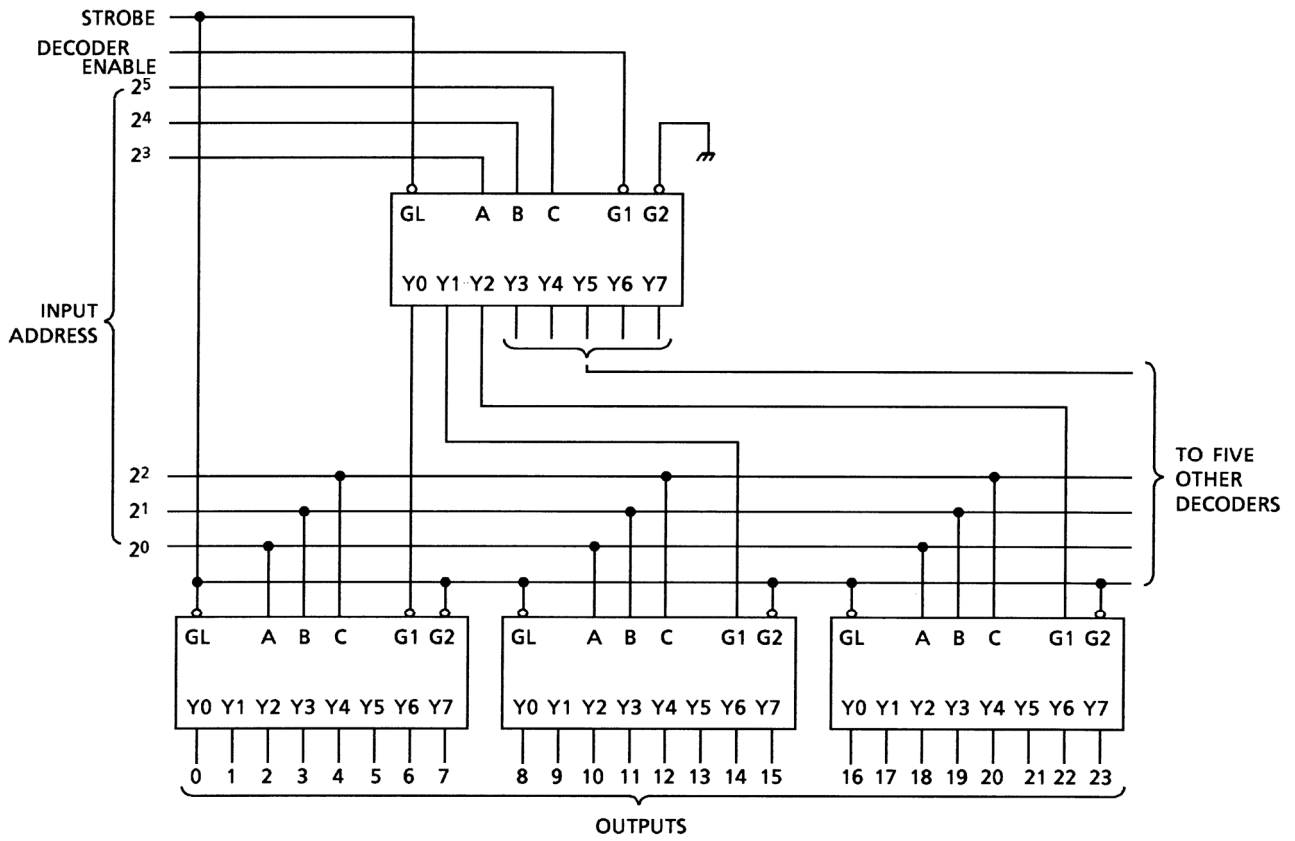 STROBE
DECODER
ENABLE
2⁵
2⁴
2³
GL A B C G1 G2
Y0 Y1 Y2 Y3 Y4 Y5 Y6 Y7
INPUT
ADDRESS
2²
2¹
2⁰
TO FIVE
OTHER
DECODERS
GL A B C G1 G2
Y0 Y1 Y2 Y3 Y4 Y5 Y6 Y7
0 1 2 3 4 5 6 7
GL A B C G1 G2
Y0 Y1 Y2 Y3 Y4 Y5 Y6 Y7
8 9 10 11 12 13 14 15
GL A B C G1 G2
Y0 Y1 Y2 Y3 Y4 Y5 Y6 Y7
16 17 18 19 20 21 22 23
OUTPUTS